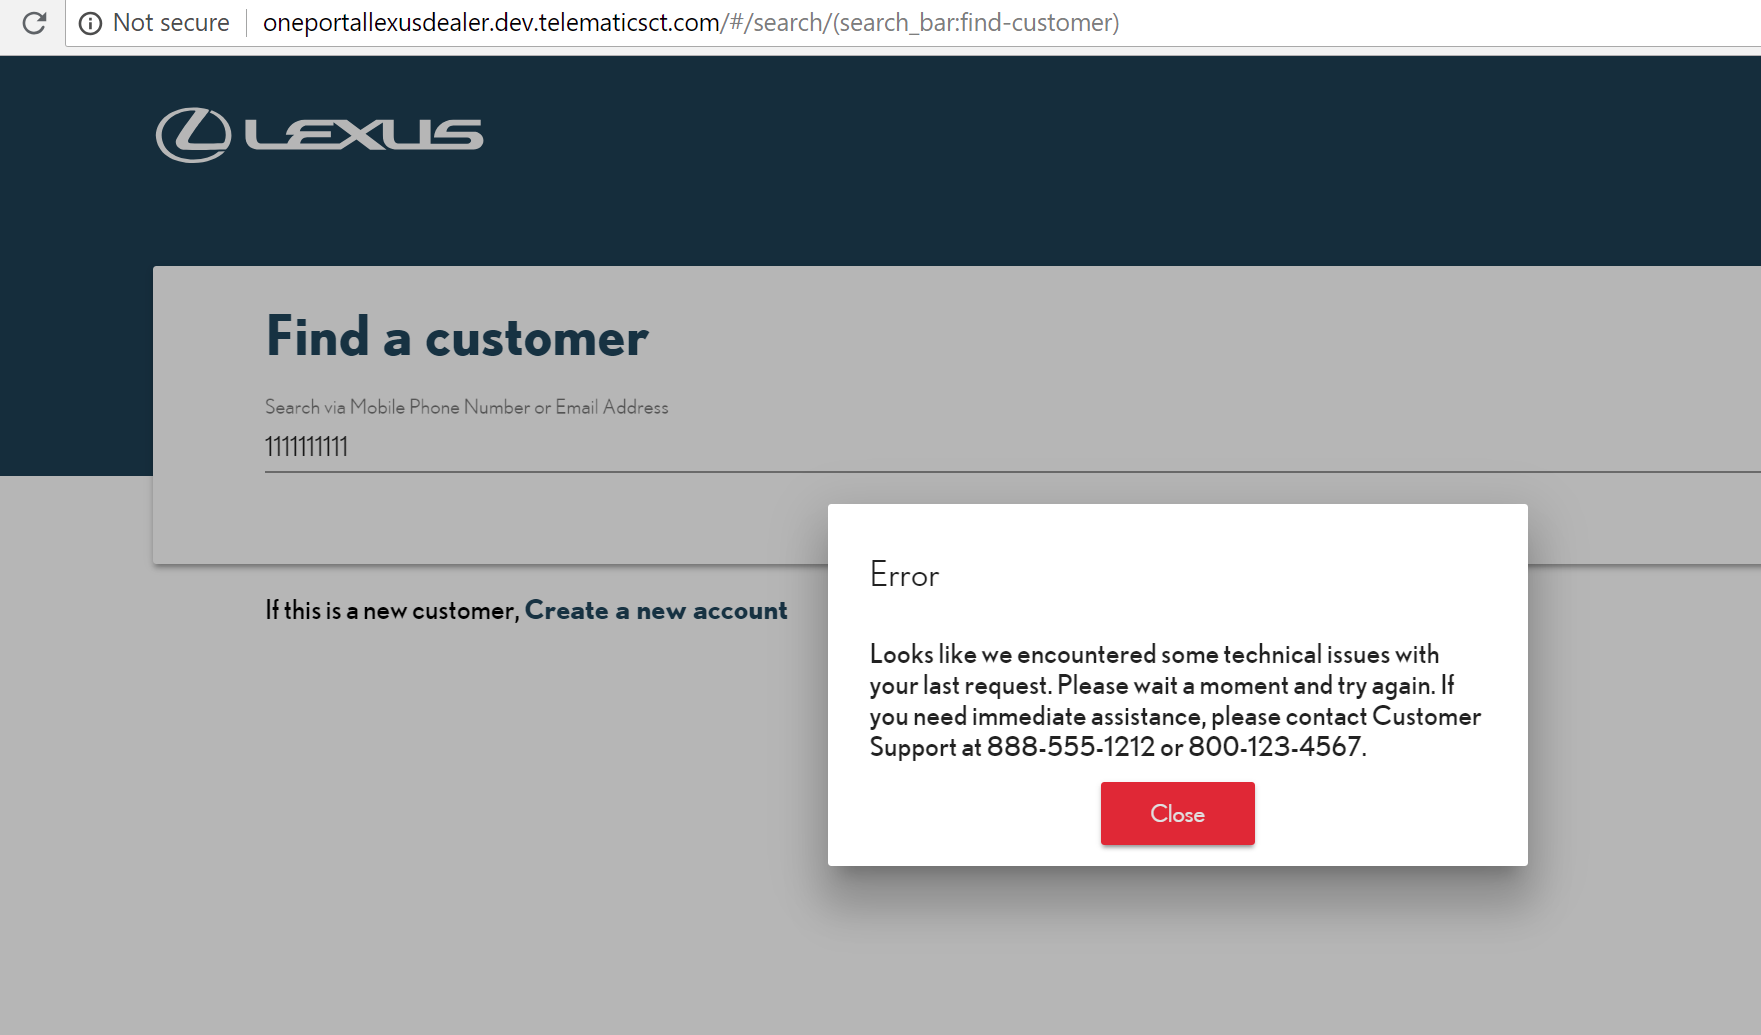 Not secure oneportallexusdealer.dev.telematicsct.com/#/search/(search_bar:find-customer)
LEXUS
Find a customer
Search via Mobile Phone Number or Email Address
1111111111
If this is a new customer, Create a new account
Error
Looks like we encountered some technical issues with
your last request. Please wait a moment and try again. If
you need immediate assistance, please contact Customer
Support at 888-555-1212 or 800-123-4567.
Close